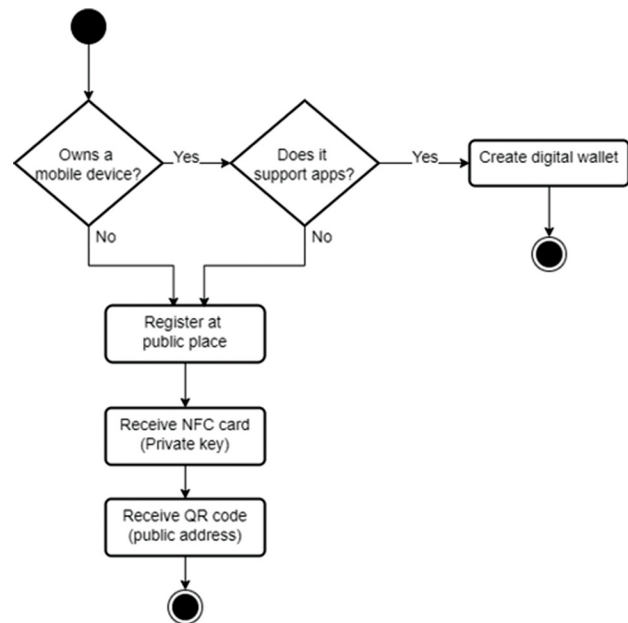 Owns a
mobile device?
Yes
Does it
support apps?
Yes
Create digital wallet
No
No
Register at
public place
Receive NFC card
(Private key)
Receive QR code
(public address)